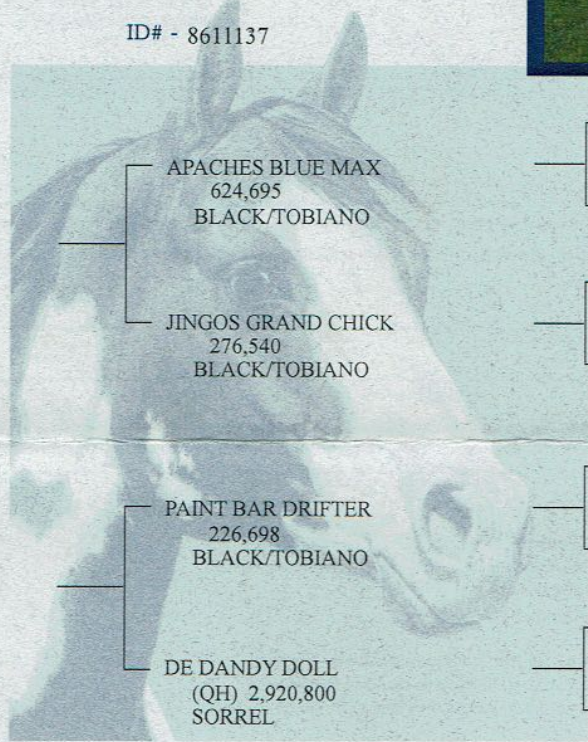 ID# - 8611137
APACHES BLUE MAX
624,695
BLACK/TOBIANO
JINGOS GRAND CHICK
276,540
BLACK/TOBIANO
PAINT BAR DRIFTER
226,698
BLACK/TOBIANO
DE DANDY DOLL
(QH) 2,920,800
SORREL